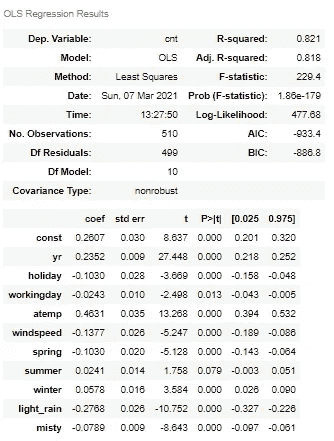 OLS Regression Results
Dep. Variable: cnt R-squared: 0.821
Model: OLS Adj. R-squared: 0.818
Method: Least Squares F-statistic: 229.4
Date: Sun, 07 Mar 2021 Prob (F-statistic): 1.86e-179
Time: 13:27:50 Log-Likelihood: 477.68
No. Observations: 510 AIC: -933.4
Df Residuals: 499 BIC: -886.8
Df Model: 10
Covariance Type: nonrobust
coef std err t P>|t| [0.025 0.975]
const 0.2607 0.030 8.637 0.000 0.201 0.320
yr 0.2352 0.009 27.448 0.000 0.218 0.252
holiday -0.1030 0.028 -3.669 0.000 -0.158 -0.048
workingday -0.0243 0.010 -2.498 0.013 -0.043 -0.005
atemp 0.4631 0.035 13.268 0.000 0.394 0.532
windspeed -0.1377 0.026 -5.247 0.000 -0.189 -0.086
spring -0.1030 0.020 -5.128 0.000 -0.143 -0.064
summer 0.0241 0.014 1.758 0.079 -0.003 0.051
winter 0.0578 0.016 3.584 0.000 0.026 0.090
light_rain -0.2768 0.026 -10.752 0.000 -0.327 -0.226
misty -0.0789 0.009 -8.643 0.000 -0.097 -0.061